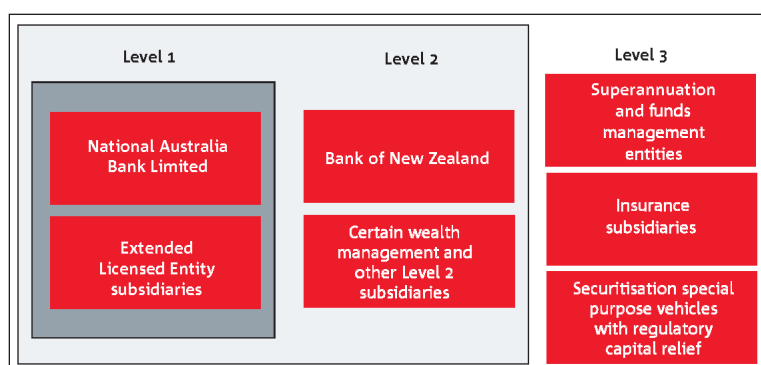 Level 1
National Australia
Bank Limited
Extended
Licensed Entity
subsidiaries
Level 2
Bank of New Zealand
Certain wealth
management and
other Level 2
subsidiaries
Level 3
Superannuation
and funds
management
entities
Insurance
subsidiaries
Securitisation special
purpose vehicles
with regulatory
capital relief